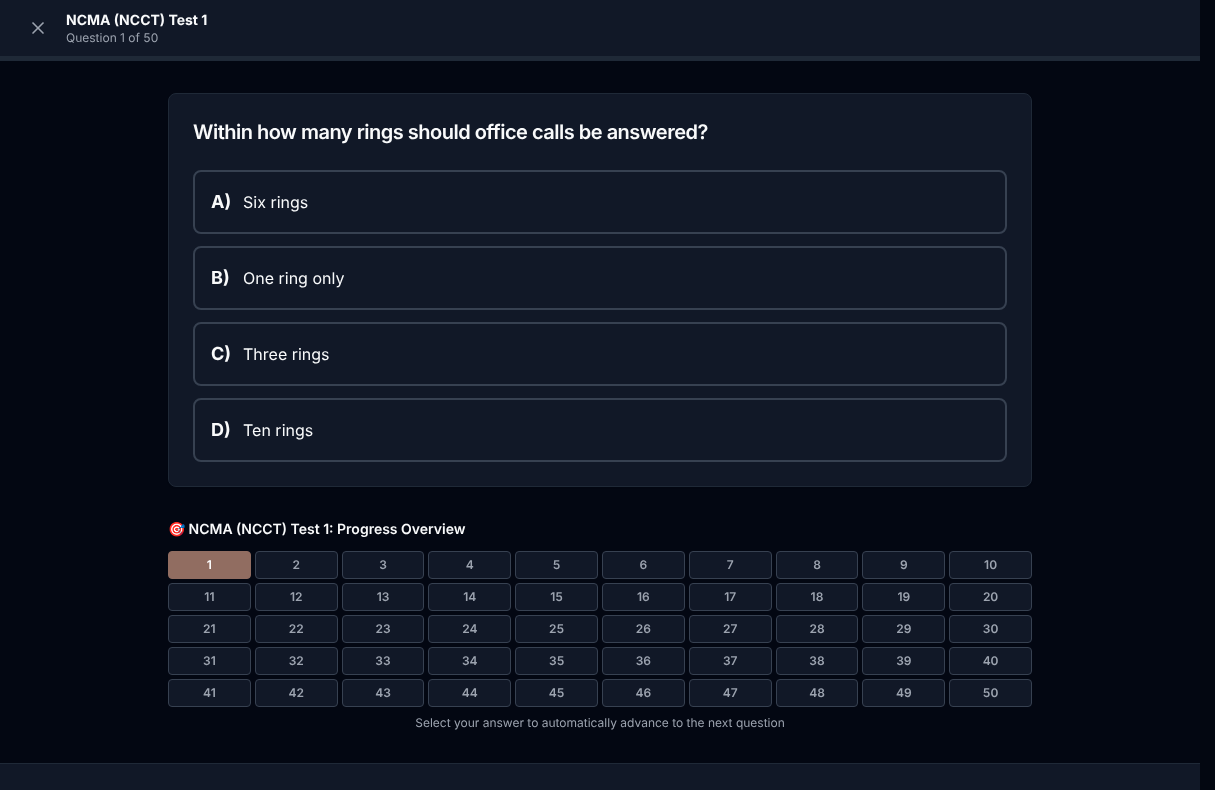 NCMA (NCCT) Test 1
Question 1 of 50
Within how many rings should office calls be answered?
A) Six rings
B) One ring only
C) Three rings
D) Ten rings
🎯 NCMA (NCCT) Test 1: Progress Overview
1 2 3 4 5 6 7 8 9 10
11 12 13 14 15 16 17 18 19 20
21 22 23 24 25 26 27 28 29 30
31 32 33 34 35 36 37 38 39 40
41 42 43 44 45 46 47 48 49 50
Select your answer to automatically advance to the next question